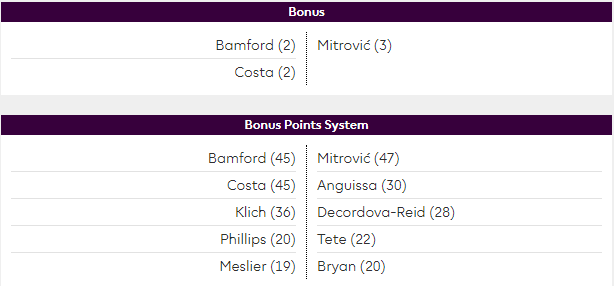 Bonus
Bamford (2) Mitrović (3)
Costa (2)
Bonus Points System
Bamford (45) Mitrović (47)
Costa (45) Anguissa (30)
Klich (36) Decordova-Reid (28)
Phillips (20) Tete (22)
Meslier (19) Bryan (20)